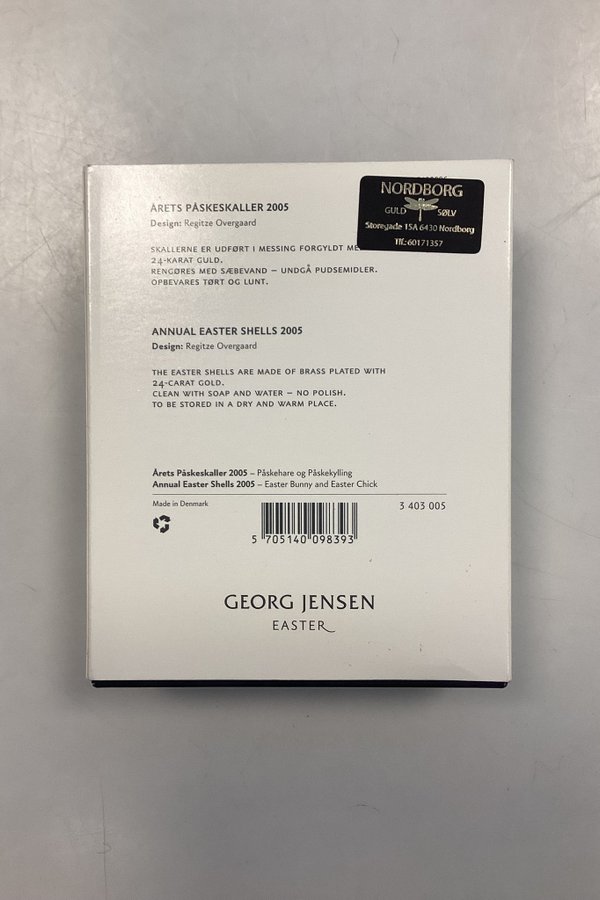 NORDBORG
GULD SØLV
Storegade 15A 6430 Nordborg
Tlf.: 60171357
ÅRETS PÅSKESKALLER 2005
Design: Regitze Overgaard
SKALLERNE ER UDFØRT I MESSING FORGYLDT
24-KARAT GULD.
RENGØRES MED SÆBEVAND – UNDGÅ PUDSEMIDLER.
OPBEVARES TØRT OG LUNT.
ANNUAL EASTER SHELLS 2005
Design: Regitze Overgaard
THE EASTER SHELLS ARE MADE OF BRASS PLATED WITH
24-CARAT GOLD.
CLEAN WITH SOAP AND WATER – NO POLISH.
TO BE STORED IN A DRY AND WARM PLACE.
Årets Påskeskaller 2005 – Påskehare og Påskekylling
Annual Easter Shells 2005 – Easter Bunny and Easter Chick
Made in Denmark
3 403 005
5 705140 098393
GEORG JENSEN
EASTER